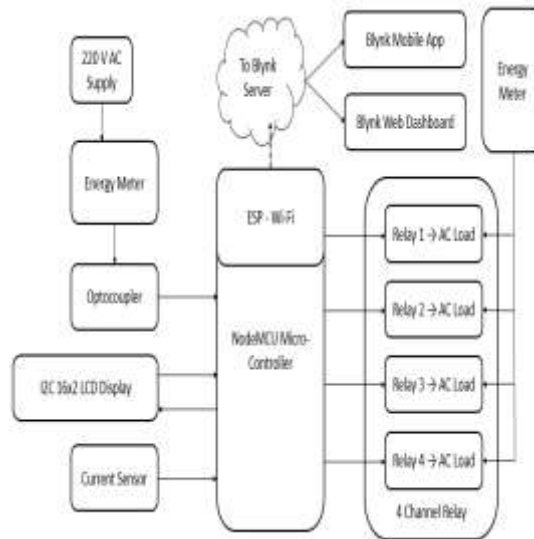 220 V AC
Supply
To Blynk
Server
Blynk Mobile App
Blynk Web Dashboard
Energy
Meter
Energy Meter
ESP - Wi-Fi
Optocoupler
NodeMCU Micro-
Controller
I2C 16x2 LCD Display
Current Sensor
Relay 1 → AC Load
Relay 2 → AC Load
Relay 3 → AC Load
Relay 4 → AC Load
4 Channel Relay